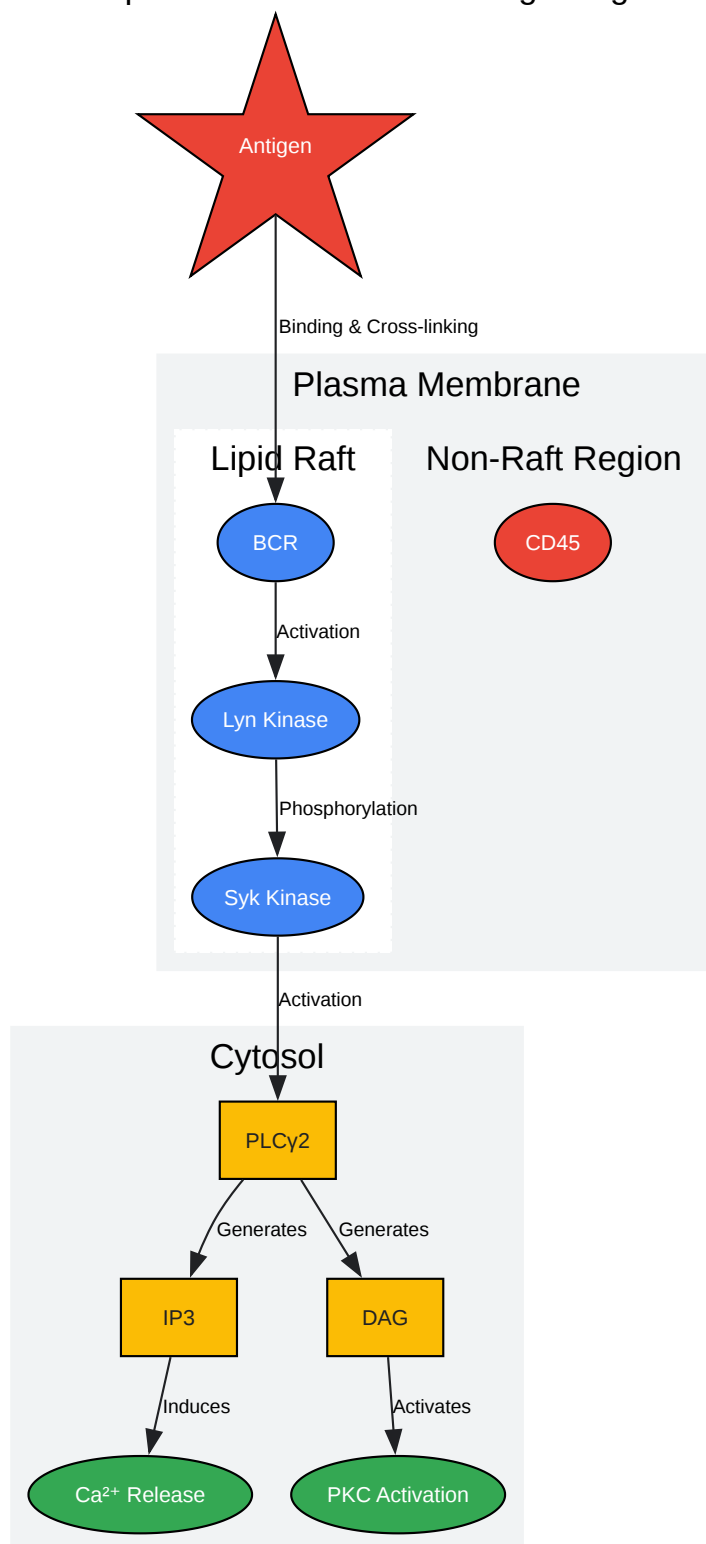 Antigen
Binding & Cross-linking
Plasma Membrane
Lipid Raft
Non-Raft Region
BCR
CD45
Activation
Lyn Kinase
Phosphorylation
Syk Kinase
Activation
Cytosol
PLCγ2
Generates
Generates
IP3
DAG
Induces
Activates
Ca²⁺ Release
PKC Activation